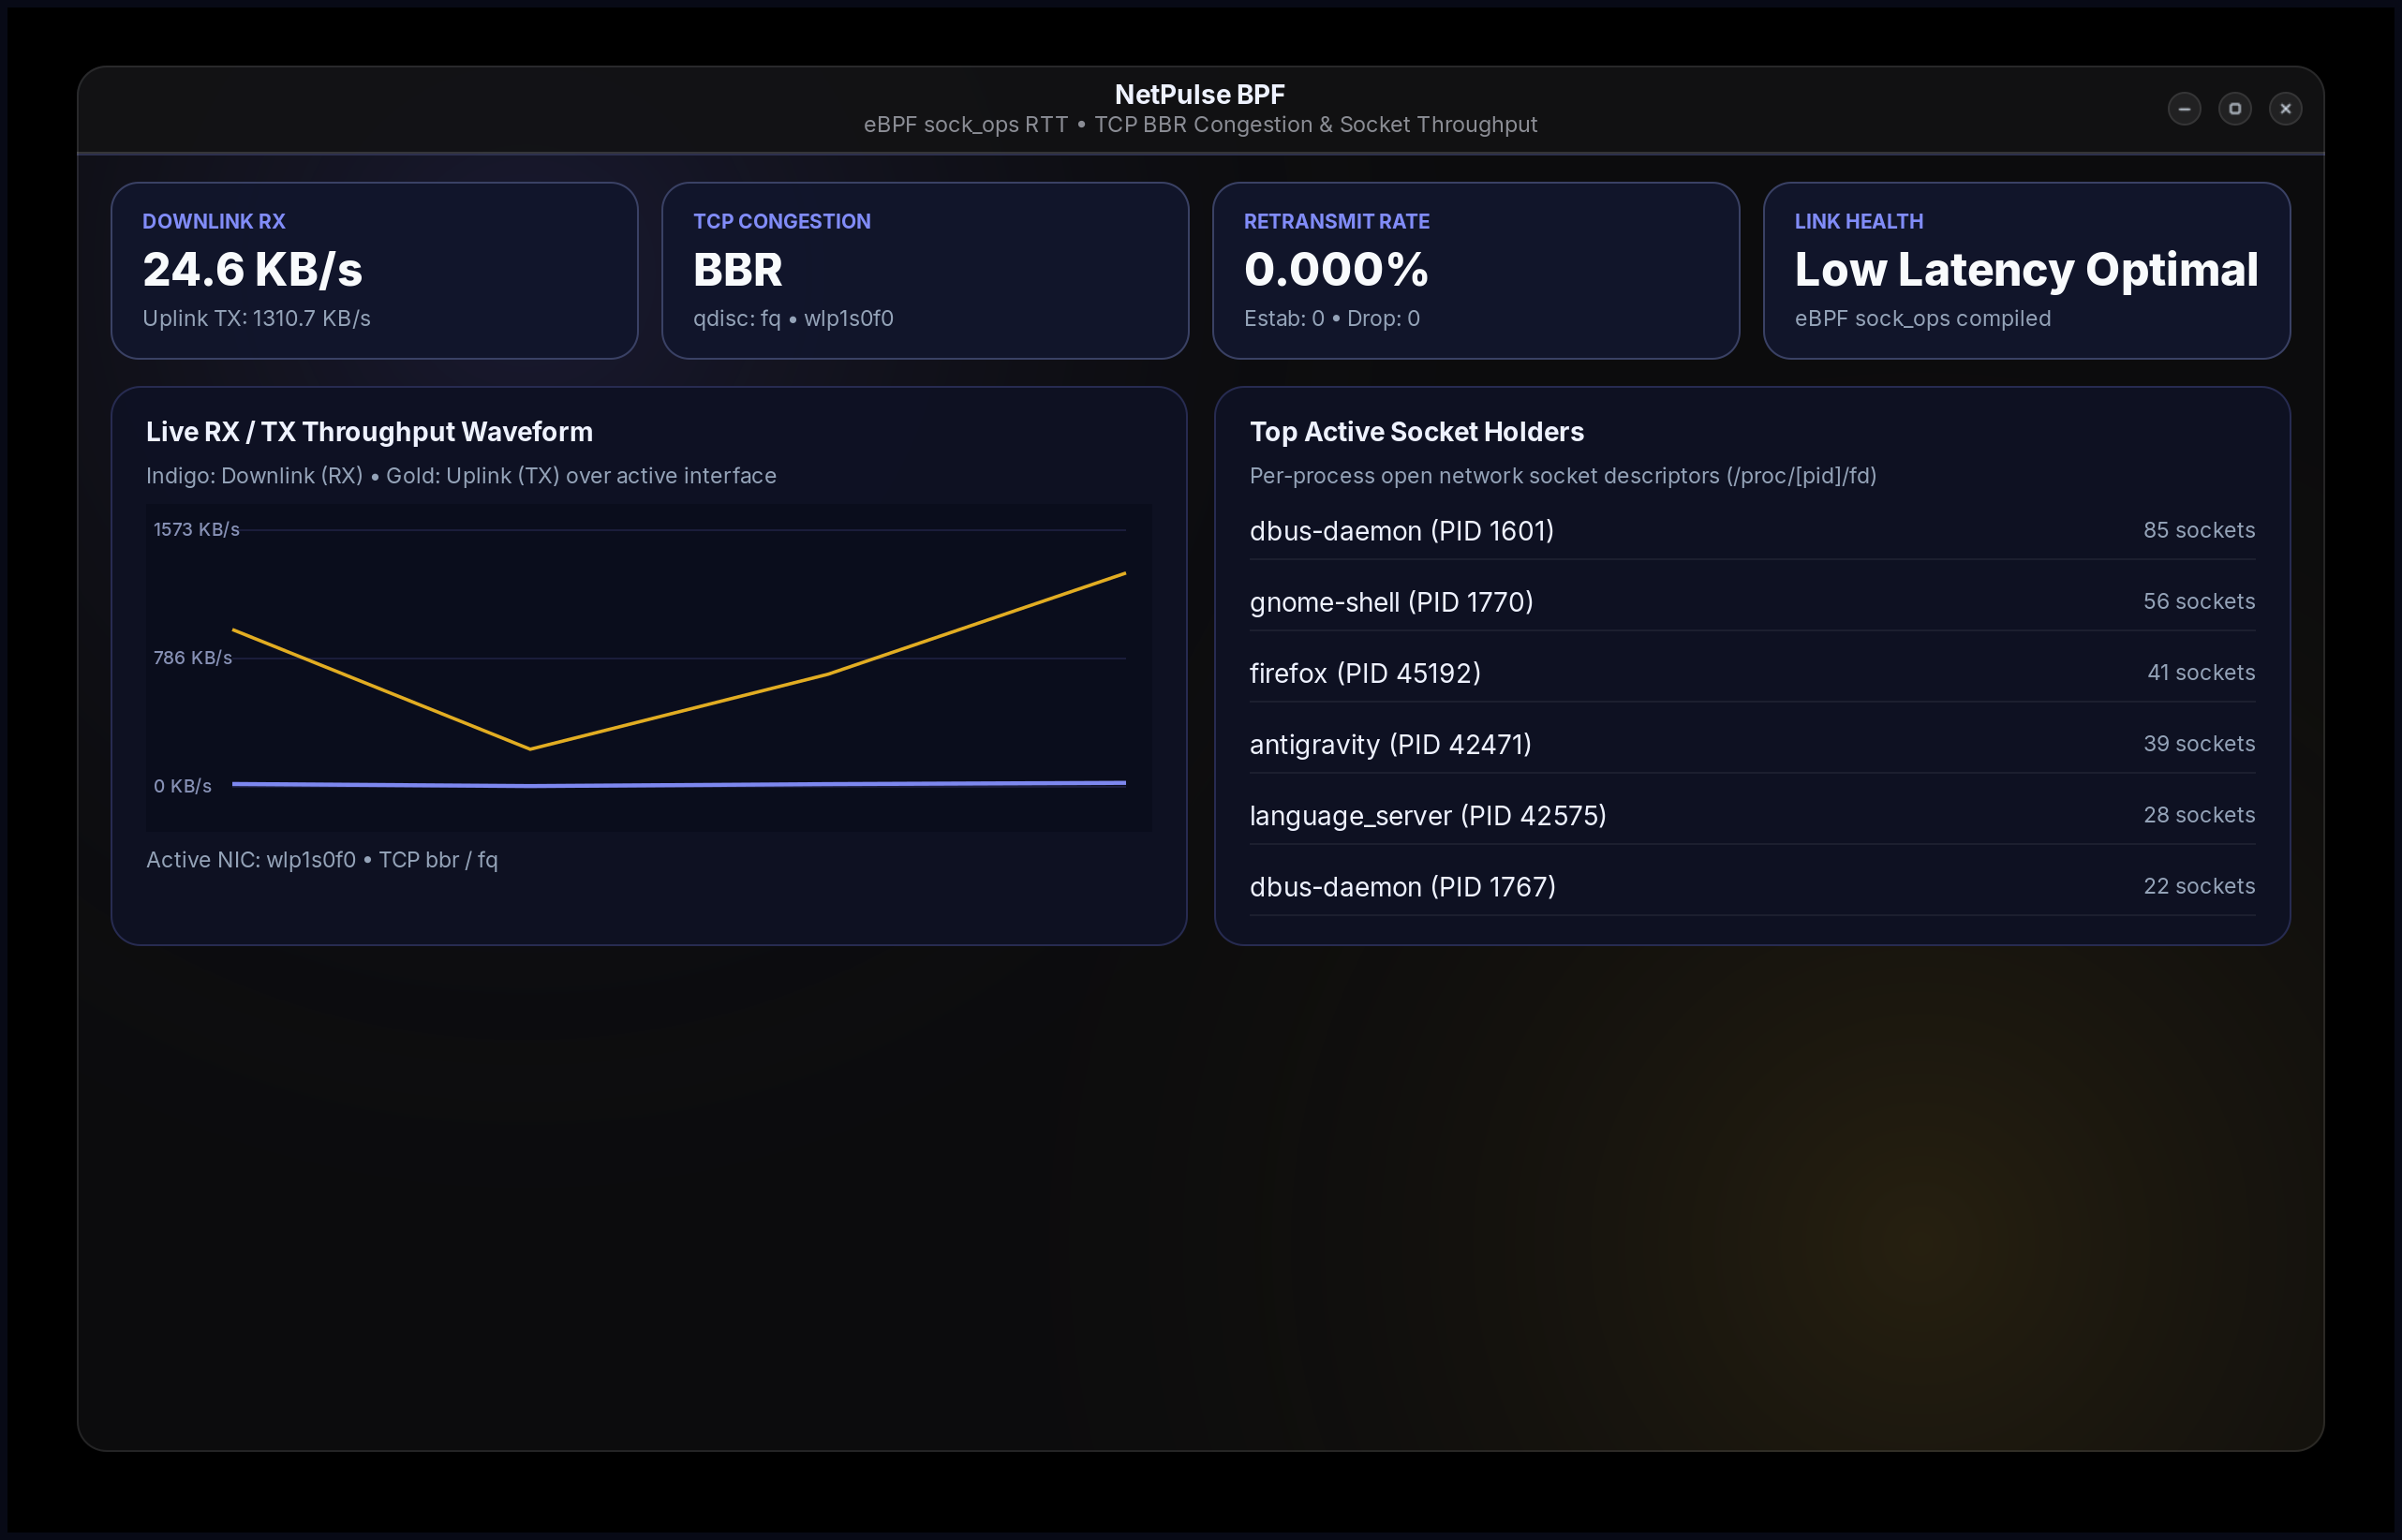 NetPulse BPF
eBPF sock_ops RTT • TCP BBR Congestion & Socket Throughput
DOWNLINK RX
24.6 KB/s
Uplink TX: 1310.7 KB/s
TCP CONGESTION
BBR
qdisc: fq • wlp1s0f0
RETRANSMIT RATE
0.000%
Estab: 0 • Drop: 0
LINK HEALTH
Low Latency Optimal
eBPF sock_ops compiled
Live RX / TX Throughput Waveform
Indigo: Downlink (RX) • Gold: Uplink (TX) over active interface
1573 KB/s
786 KB/s
0 KB/s
Active NIC: wlp1s0f0 • TCP bbr / fq
Top Active Socket Holders
Per-process open network socket descriptors (/proc/[pid]/fd)
dbus-daemon (PID 1601) 85 sockets
gnome-shell (PID 1770) 56 sockets
firefox (PID 45192) 41 sockets
antigravity (PID 42471) 39 sockets
language_server (PID 42575) 28 sockets
dbus-daemon (PID 1767) 22 sockets